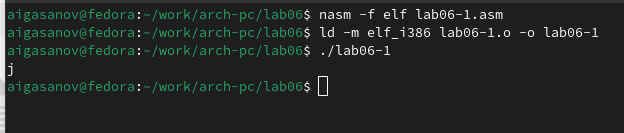 aigasanov@fedora:~/work/arch-pc/lab06$ nasm -f elf lab06-1.asm
aigasanov@fedora:~/work/arch-pc/lab06$ ld -m elf_i386 lab06-1.o -o lab06-1
aigasanov@fedora:~/work/arch-pc/lab06$ ./lab06-1
j
aigasanov@fedora:~/work/arch-pc/lab06$